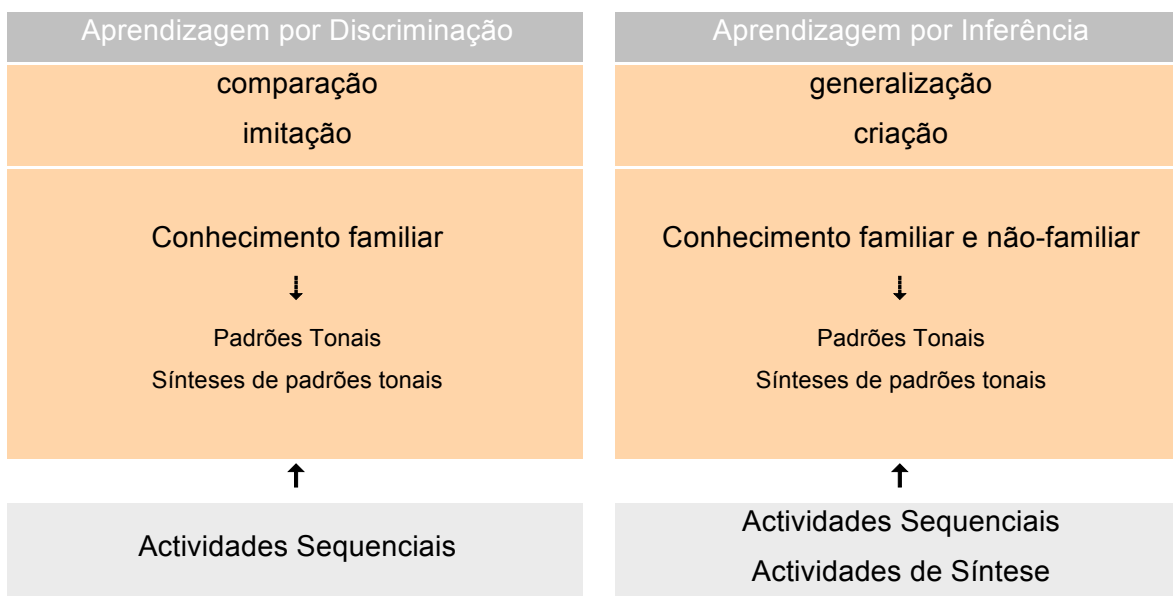 Aprendizagem por Discriminação
comparação
imitação
Conhecimento familiar
Padrões Tonais
Sínteses de padrões tonais
Actividades Sequenciais
Aprendizagem por Inferência
generalização
criação
Conhecimento familiar e não-familiar
Padrões Tonais
Sínteses de padrões tonais
Actividades Sequenciais
Actividades de Síntese